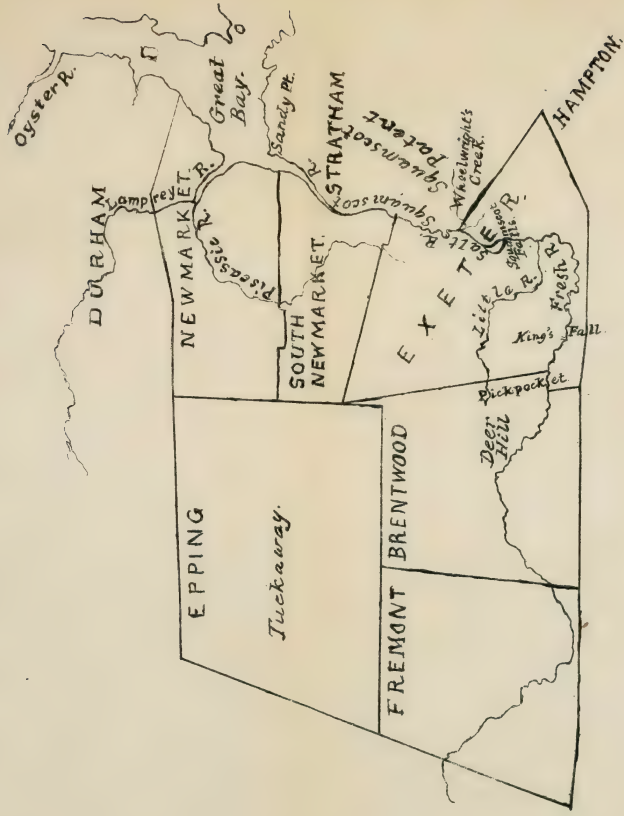 Oyster R.
Great
Bay.
Sandy Pt.
DURHAM
Lamprey R.
NEWMARKET.
Piscassic R.
STRATHAM
Squamscot R.
Squamscot
Patent
Wheelwright's
Creek.
HAMPTON.
SOUTH
NEWMARKET.
EXETER
Salt R.
Squamscot
Falls.
Little R.
Fresh R.
King's Fall
Pickpocket
Deer
Hill
EPPING
Tuckaway.
BRENTWOOD
FREMONT